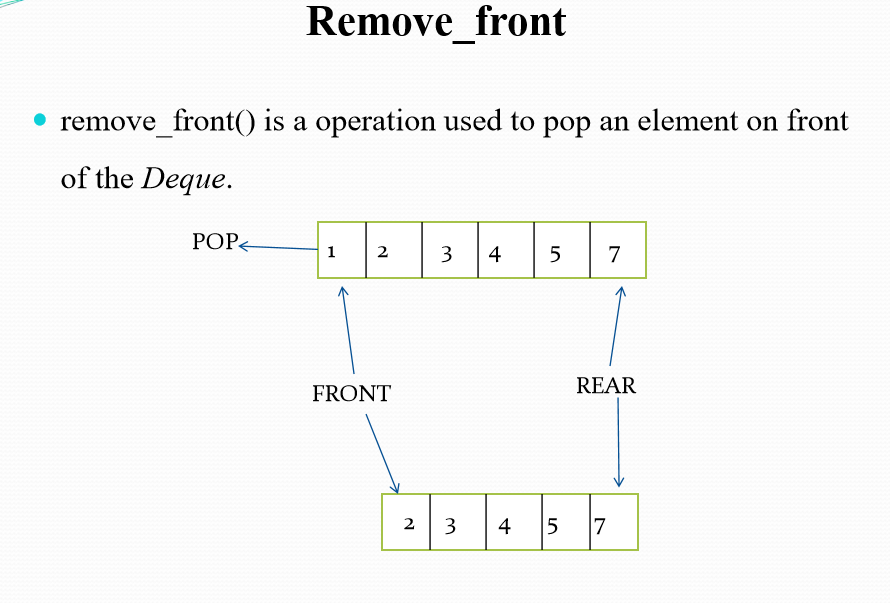 Remove_front
remove_front() is a operation used to pop an element on front
of the Deque.
POP 1 2 3 4 5 7
FRONT REAR
2 3 4 5 7